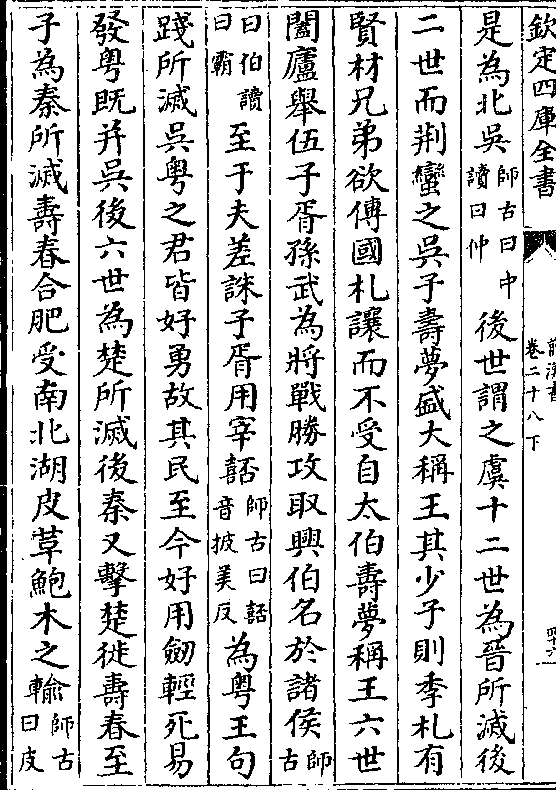 欽定四庫全書
前漢書
卷二十八下
四六
是為北吳師古曰中
讀曰仲後世謂之虞十二世為晉所滅後
二世而荆蠻之吳子壽夢盛大稱王其少子則季札有
賢材兄弟欲傳國札讓而不受自太伯壽夢稱王六世
闔廬舉伍子胥孫武為將戰勝攻取興伯名於諸侯師
古
曰伯讀
曰霸至于夫差誅子胥用宰嚭師古曰嚭
音披美反為粤王句
踐所滅吳粤之君皆好勇故其民至今好用劒輕死易
發粤既并吳後六世為楚所滅後秦又擊楚徙壽春至
子為秦所滅壽春合肥受南北湖皮草鮑木之輸師古
曰皮